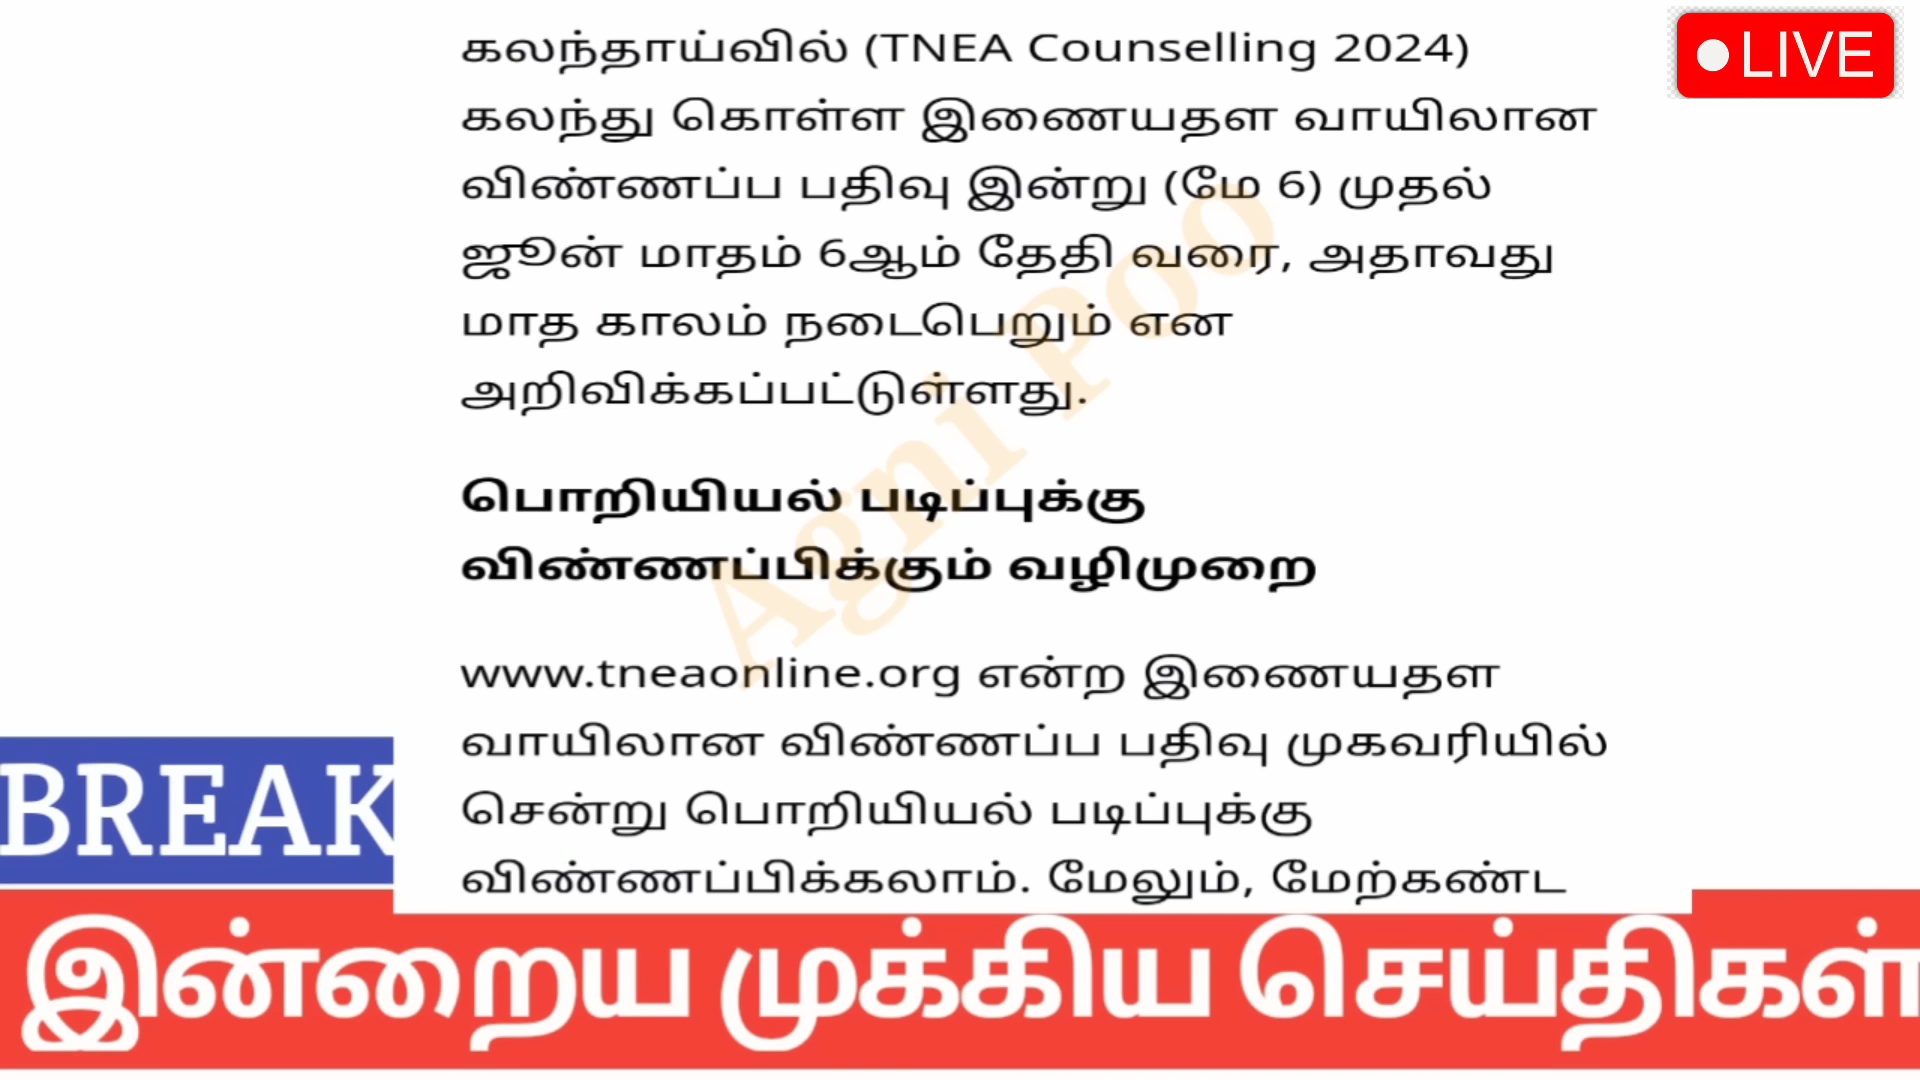 கலந்தாய்வில் (TNEA Counselling 2024)
கலந்து கொள்ள இணையதள வாயிலான
விண்ணப்ப பதிவு இன்று (மே 6) முதல்
ஜூன் மாதம் 6ஆம் தேதி வரை, அதாவது
மாத காலம் நடைபெறும் என
அறிவிக்கப்பட்டுள்ளது.
பொறியியல் படிப்புக்கு
விண்ணப்பிக்கும் வழிமுறை
www.tneaonline.org என்ற இணையதள
வாயிலான விண்ணப்ப பதிவு முகவரியில்
சென்று பொறியியல் படிப்புக்கு
விண்ணப்பிக்கலாம். மேலும், மேற்கண்ட
LIVE
Agni Poo
BREAK
இன்றைய முக்கிய செய்திகள்